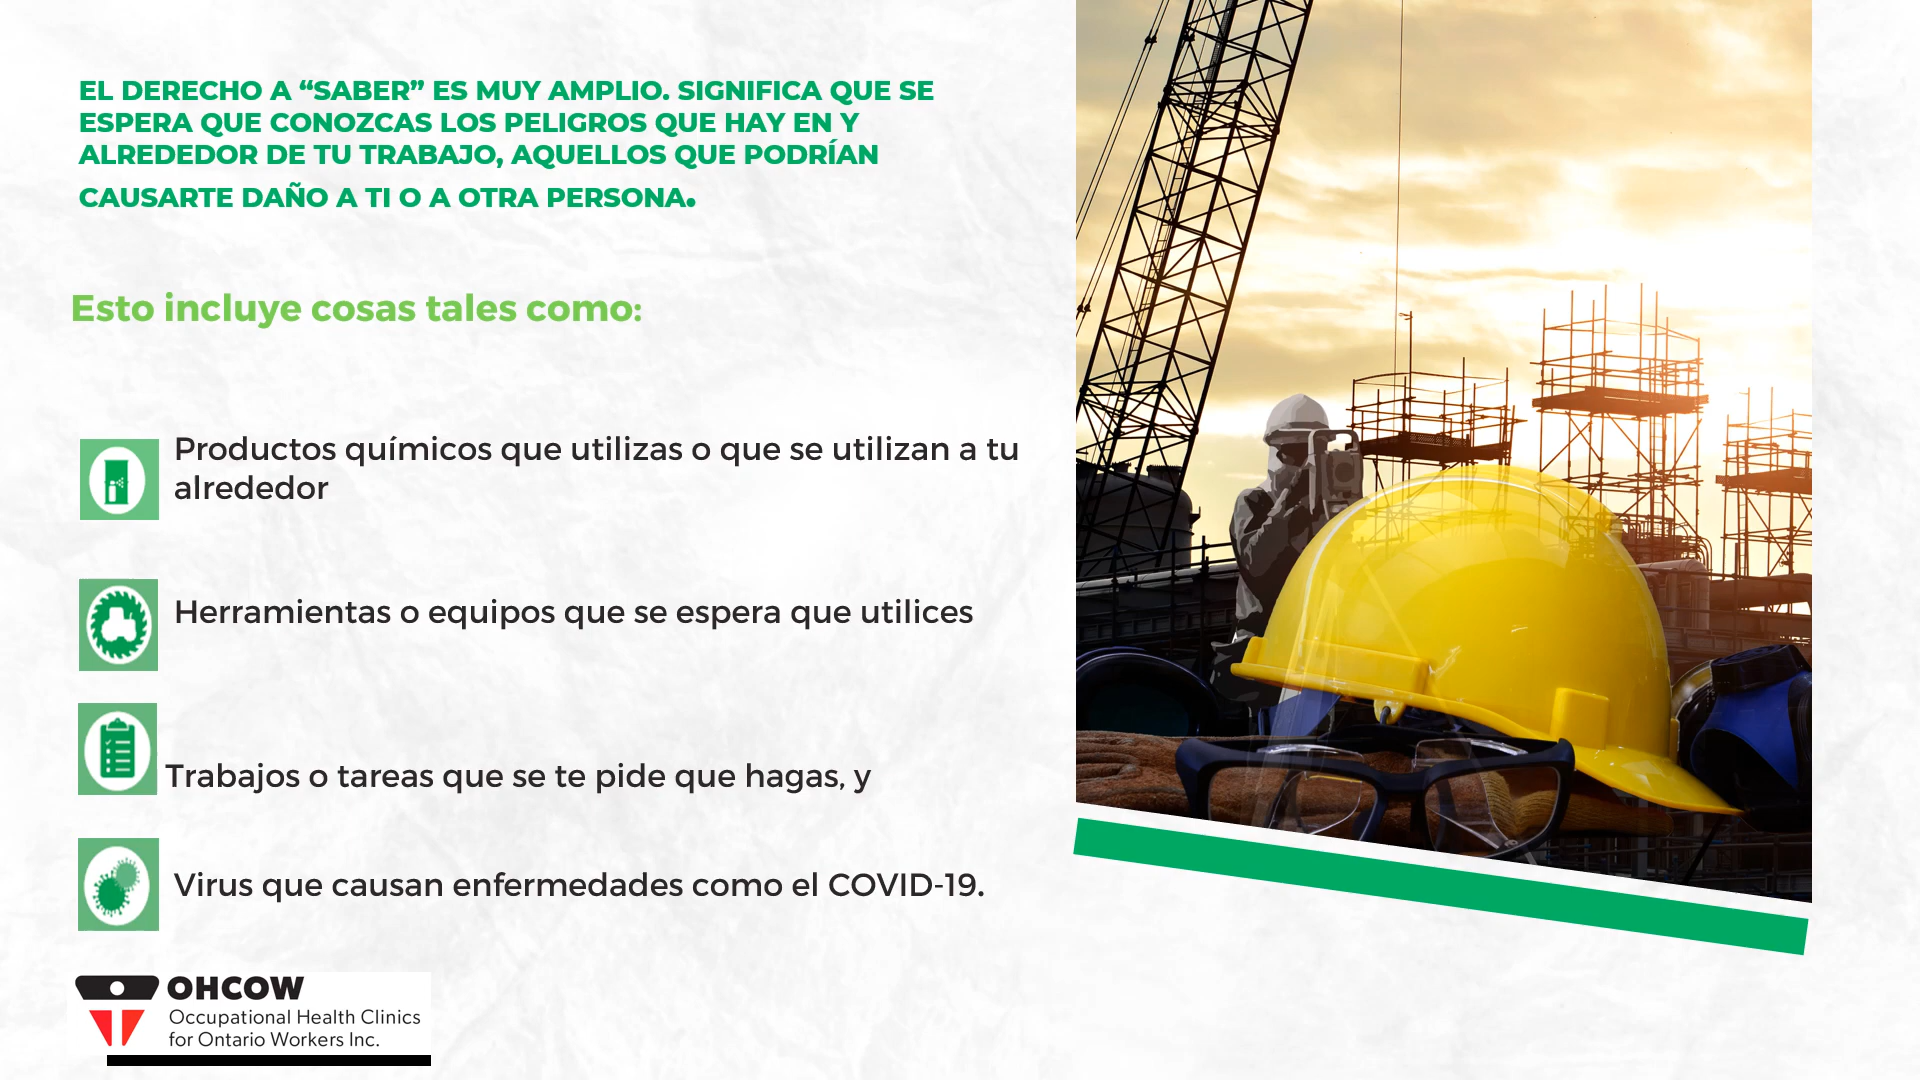 EL DERECHO A “SABER” ES MUY AMPLIO. SIGNIFICA QUE SE
ESPERA QUE CONOZCAS LOS PELIGROS QUE HAY EN Y
ALREDEDOR DE TU TRABAJO, AQUELLOS QUE PODRÍAN
CAUSARTE DAÑO A TI O A OTRA PERSONA.
Esto incluye cosas tales como:
Productos químicos que utilizas o que se utilizan a tu
alrededor
Herramientas o equipos que se espera que utilices
Trabajos o tareas que se te pide que hagas, y
Virus que causan enfermedades como el COVID-19.
OHCOW
Occupational Health Clinics
for Ontario Workers Inc.